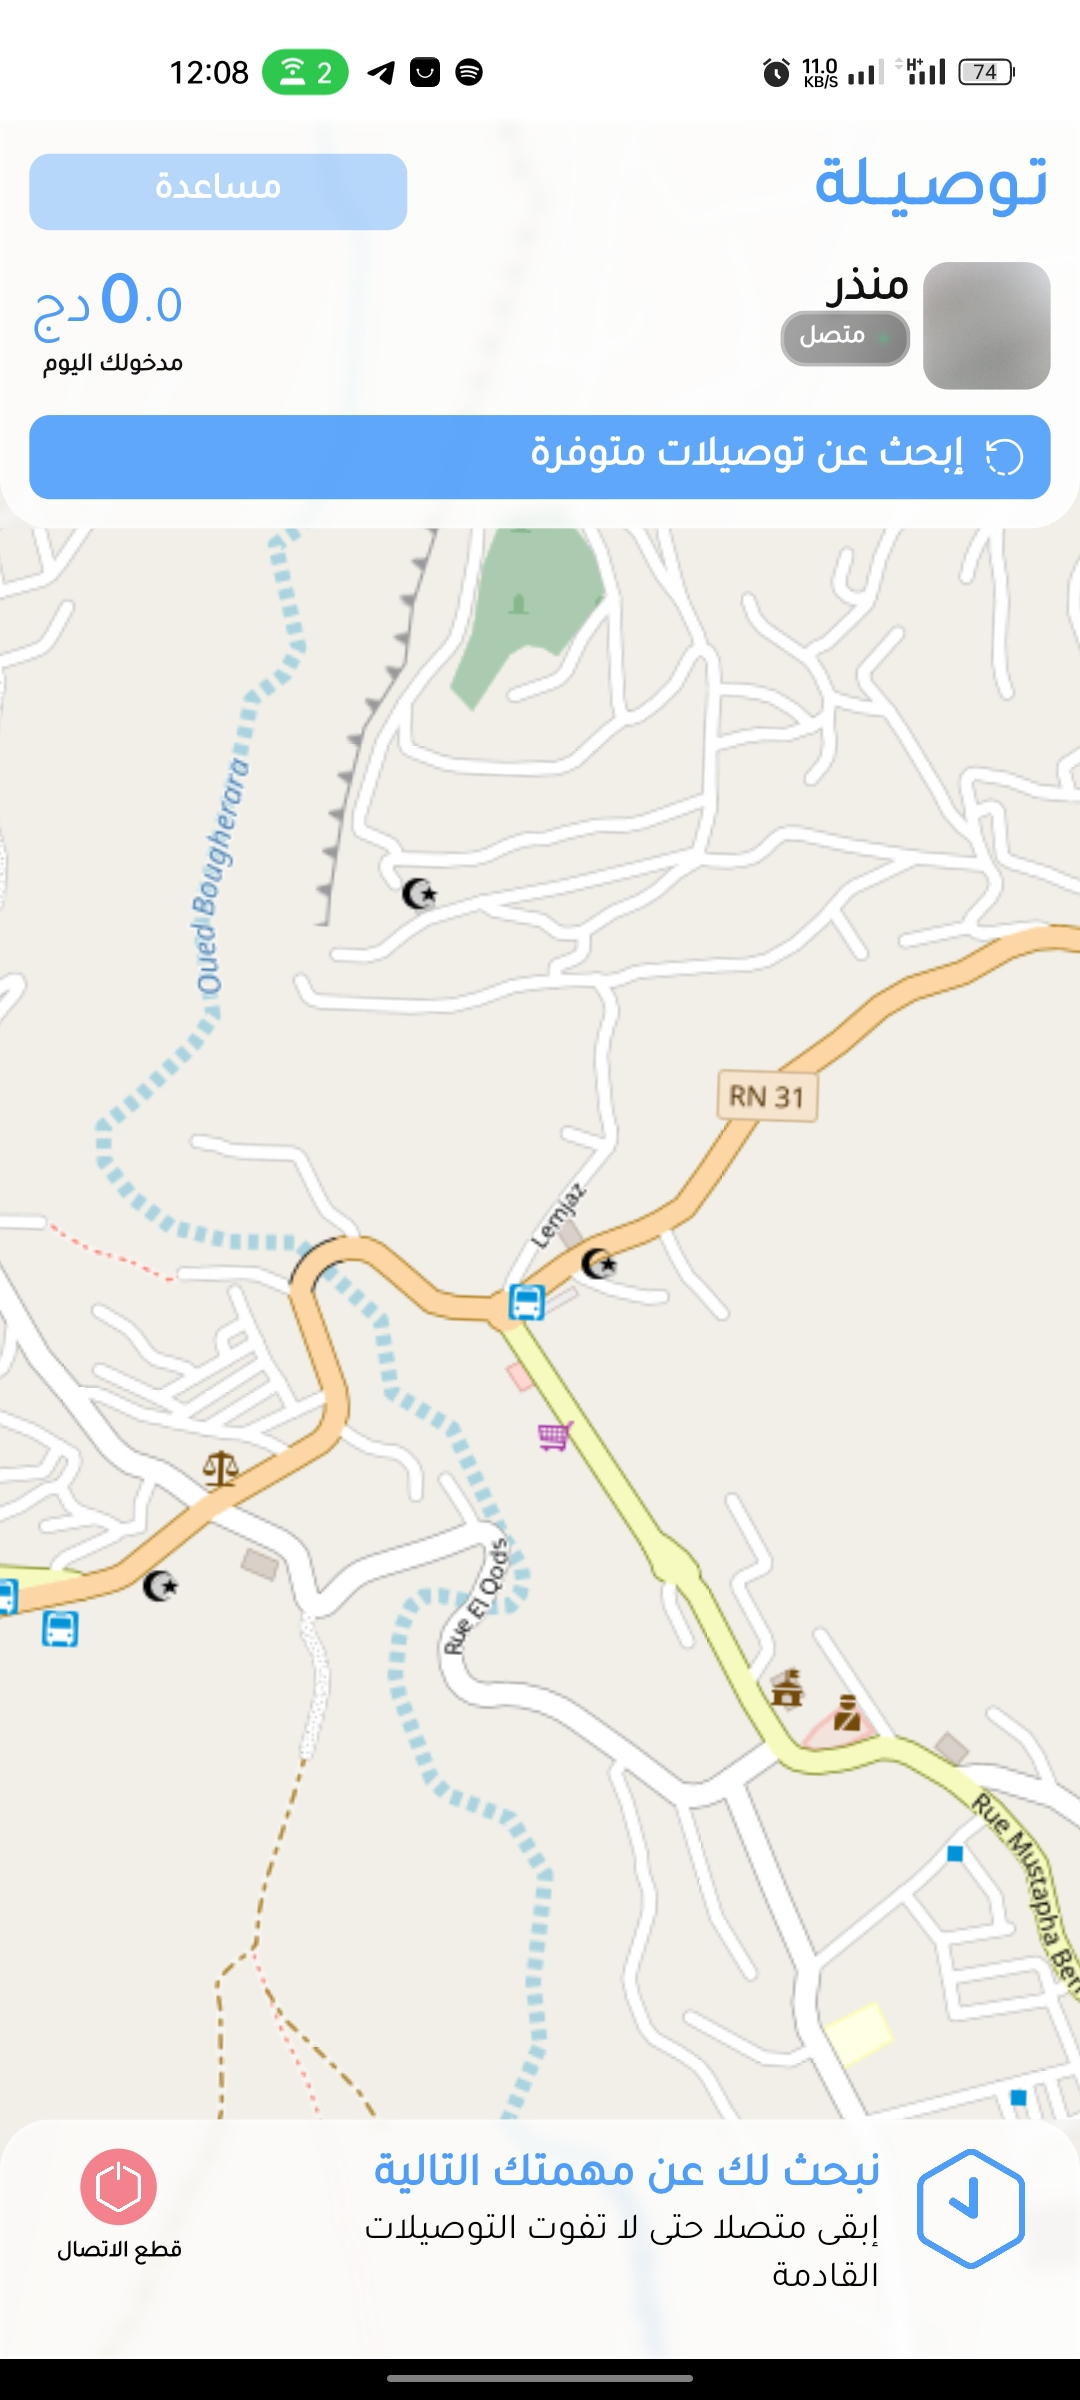 12:08
2
11.0
KB/S
H+
74
توصيلة
مساعدة
منذر
متصل
0.0 دج
مدخولك اليوم
إبحث عن توصيلات متوفرة
Oued Bougherara
RN 31
Lemjaz
Rue El Qods
Rue Mustapha Ben
نبحث لك عن مهمتك التالية
إبقى متصلا حتى لا تفوت التوصيلات
القادمة
قطع الاتصال